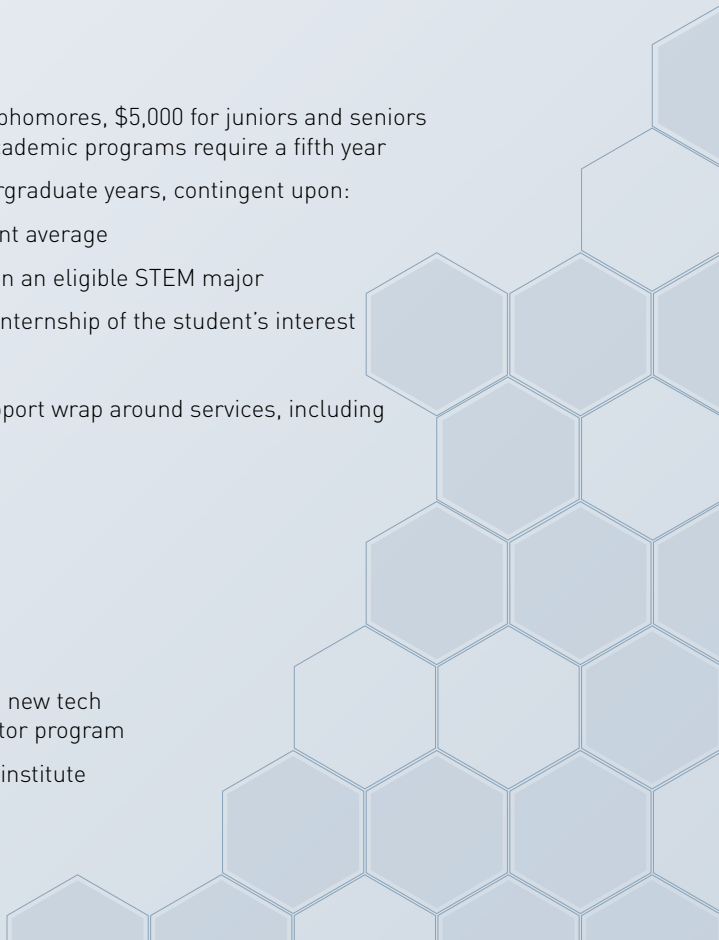 phomores, $5,000 for juniors and seniors
ademic programs require a fifth year
rgraduate years, contingent upon:
nt average
n an eligible STEM major
nternship of the student’s interest
port wrap around services, including
new tech
tor program
institute